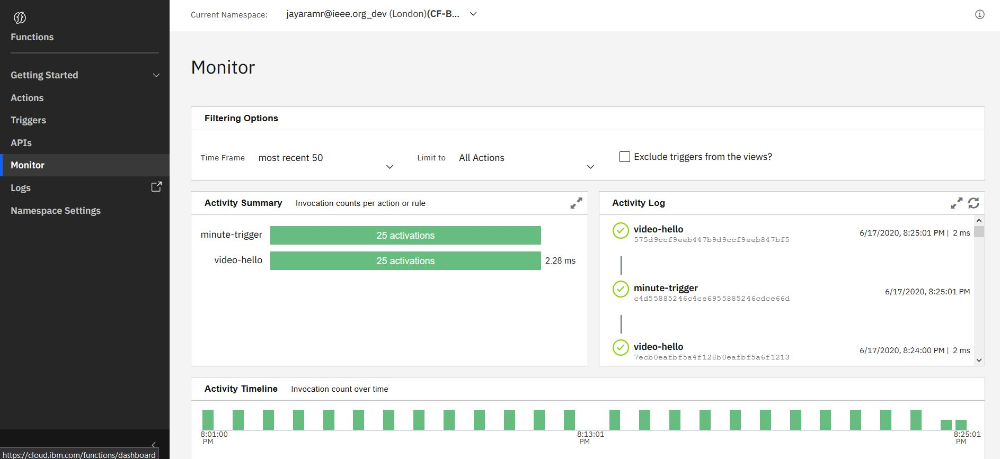 Current Namespace: jayaramr@ieee.org_dev (London)(CF-B...
Functions
Getting Started
Actions
Triggers
APIs
Monitor
Logs
Namespace Settings
https://cloud.ibm.com/functions/dashboard
Monitor
Filtering Options
Time Frame most recent 50 Limit to All Actions Exclude triggers from the views?
Activity Summary Invocation counts per action or rule
minute-trigger 25 activations
video-hello 25 activations 2.28 ms
Activity Log
video-hello 6/17/2020, 8:25:01 PM | 2 ms
575d9ccf9eeb447b9d9ccf9eeb847bf5
minute-trigger 6/17/2020, 8:25:01 PM
c4d55885246c4ce6955885246cdce66d
video-hello 6/17/2020, 8:24:00 PM | 2 ms
7ecb0eafbf5a4f128b0eafbf5a6f1213
Activity Timeline Invocation count over time
8:01:00 8:13:01 8:25:01
PM PM PM